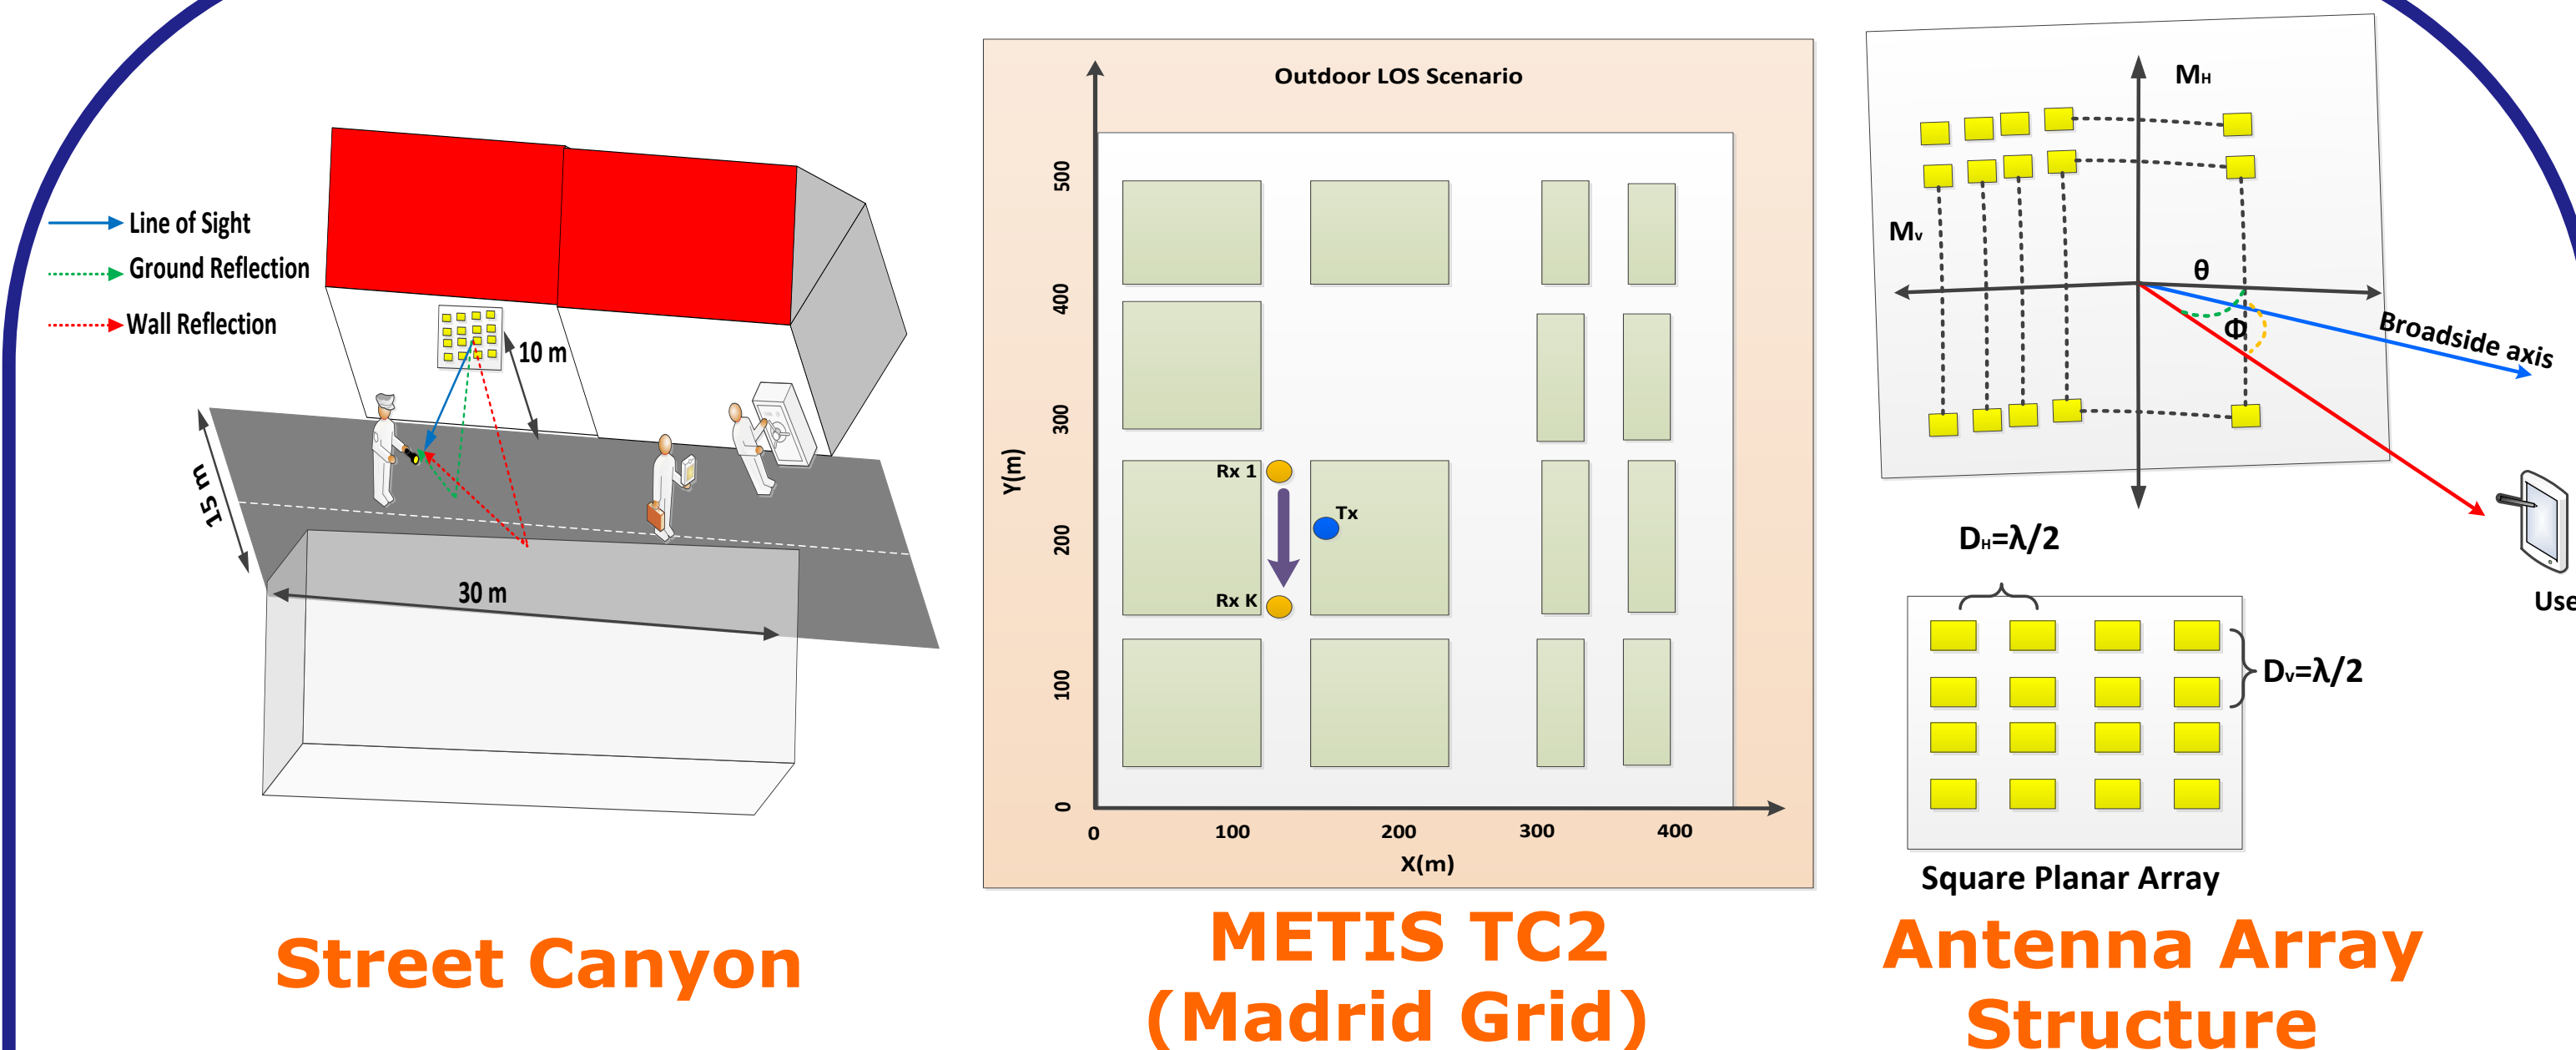 Line of Sight
Ground Reflection
Wall Reflection
10 m
15 m
30 m
Street Canyon
Outdoor LOS Scenario
Y(m)
500
400
300
200
100
0
Rx 1
Tx
Rx K
0
100
200
300
400
X(m)
METIS TC2
(Madrid Grid)
MH
Mv
θ
Φ
Broadside axis
Use
DH=λ/2
Dv=λ/2
Square Planar Array
Antenna Array
Structure